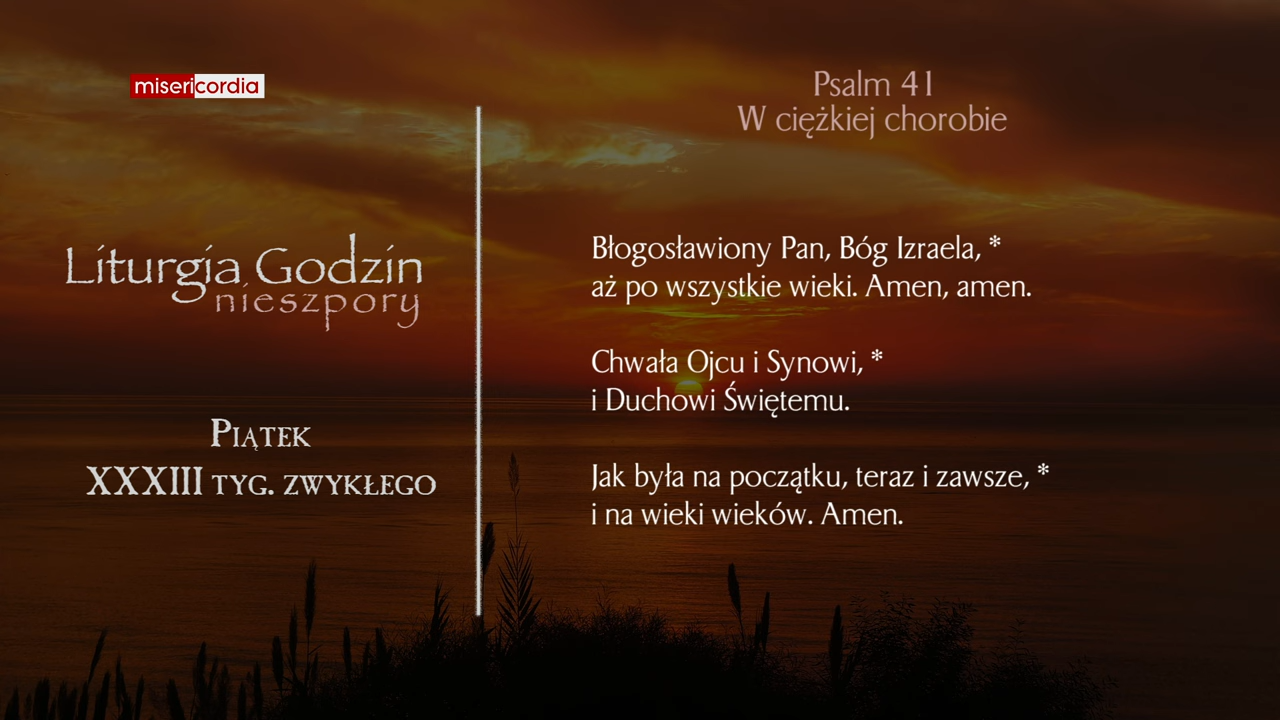 misericordia
Liturgia Godzin
nieszpory
Piątek
XXXIII tyg. zwykłego
Psalm 41
W ciężkiej chorobie
Błogosławiony Pan, Bóg Izraela, *
aż po wszystkie wieki. Amen, amen.
Chwała Ojcu i Synowi, *
i Duchowi Świętemu.
Jak była na początku, teraz i zawsze, *
i na wieki wieków. Amen.